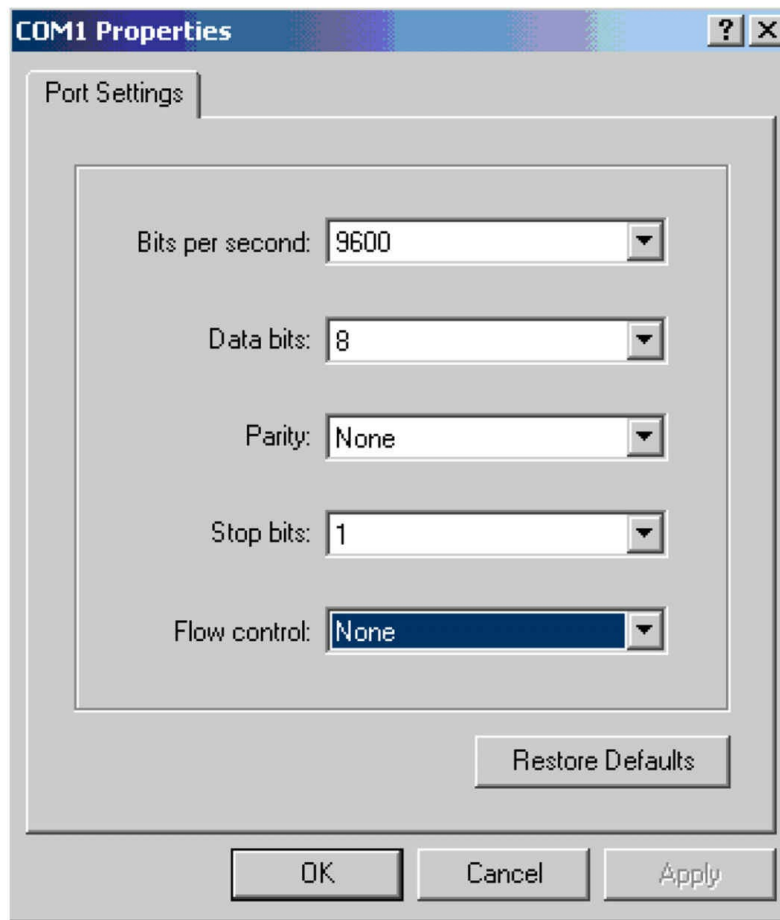 COM1 Properties
Port Settings
Bits per second: 9600
Data bits: 8
Parity: None
Stop bits: 1
Flow control: None
Restore Defaults
OK Cancel Apply